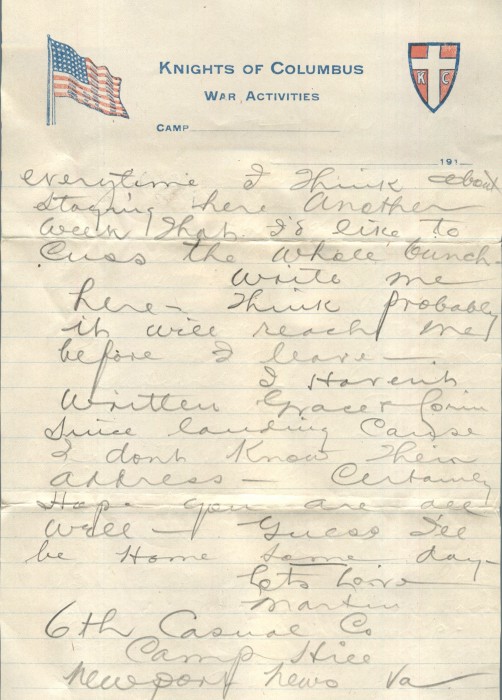 KNIGHTS OF COLUMBUS
WAR ACTIVITIES
K C
CAMP
191
everytime I think about
staying here another
week that I'd like to
cuss the whole bunch-
Write me
here - think probably
it will reach me
before I leave -
I Haven't
written Grace &
since landing cause
I don't know their
address - Certainly
Hope you are all
well - Guess I'll
be Home some day -
Lots Love
Martin
6th Casual Co
Camp Hill
Newport News Va